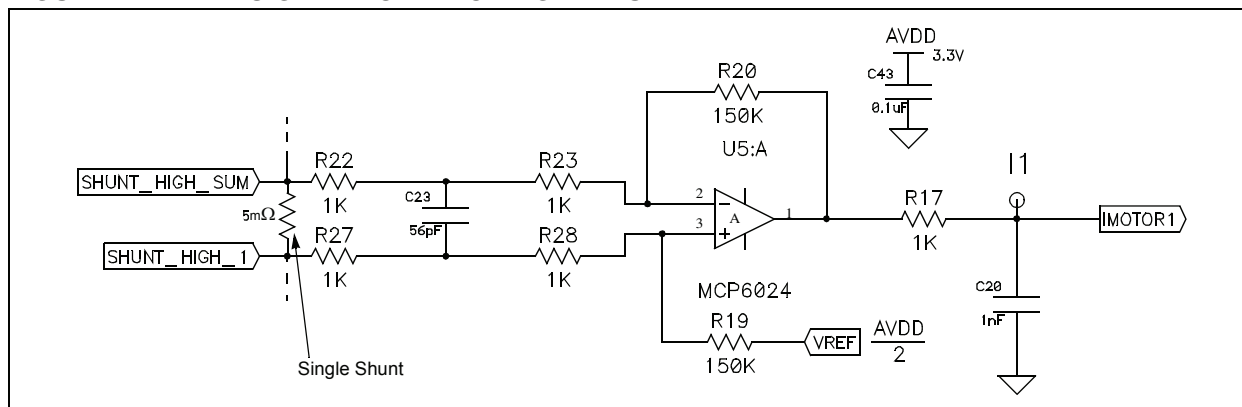 AVDD
3.3V
C43
0.1uF
R20
150K
U5:A
I1
SHUNT_HIGH_SUM
R22
1K
C23
56pF
R23
1K
2
3
A
1
R17
1K
IMOTOR1
5mΩ
SHUNT_HIGH_1
R27
1K
R28
1K
MCP6024
C20
1nF
R19
150K
VREF
AVDD
2
Single Shunt